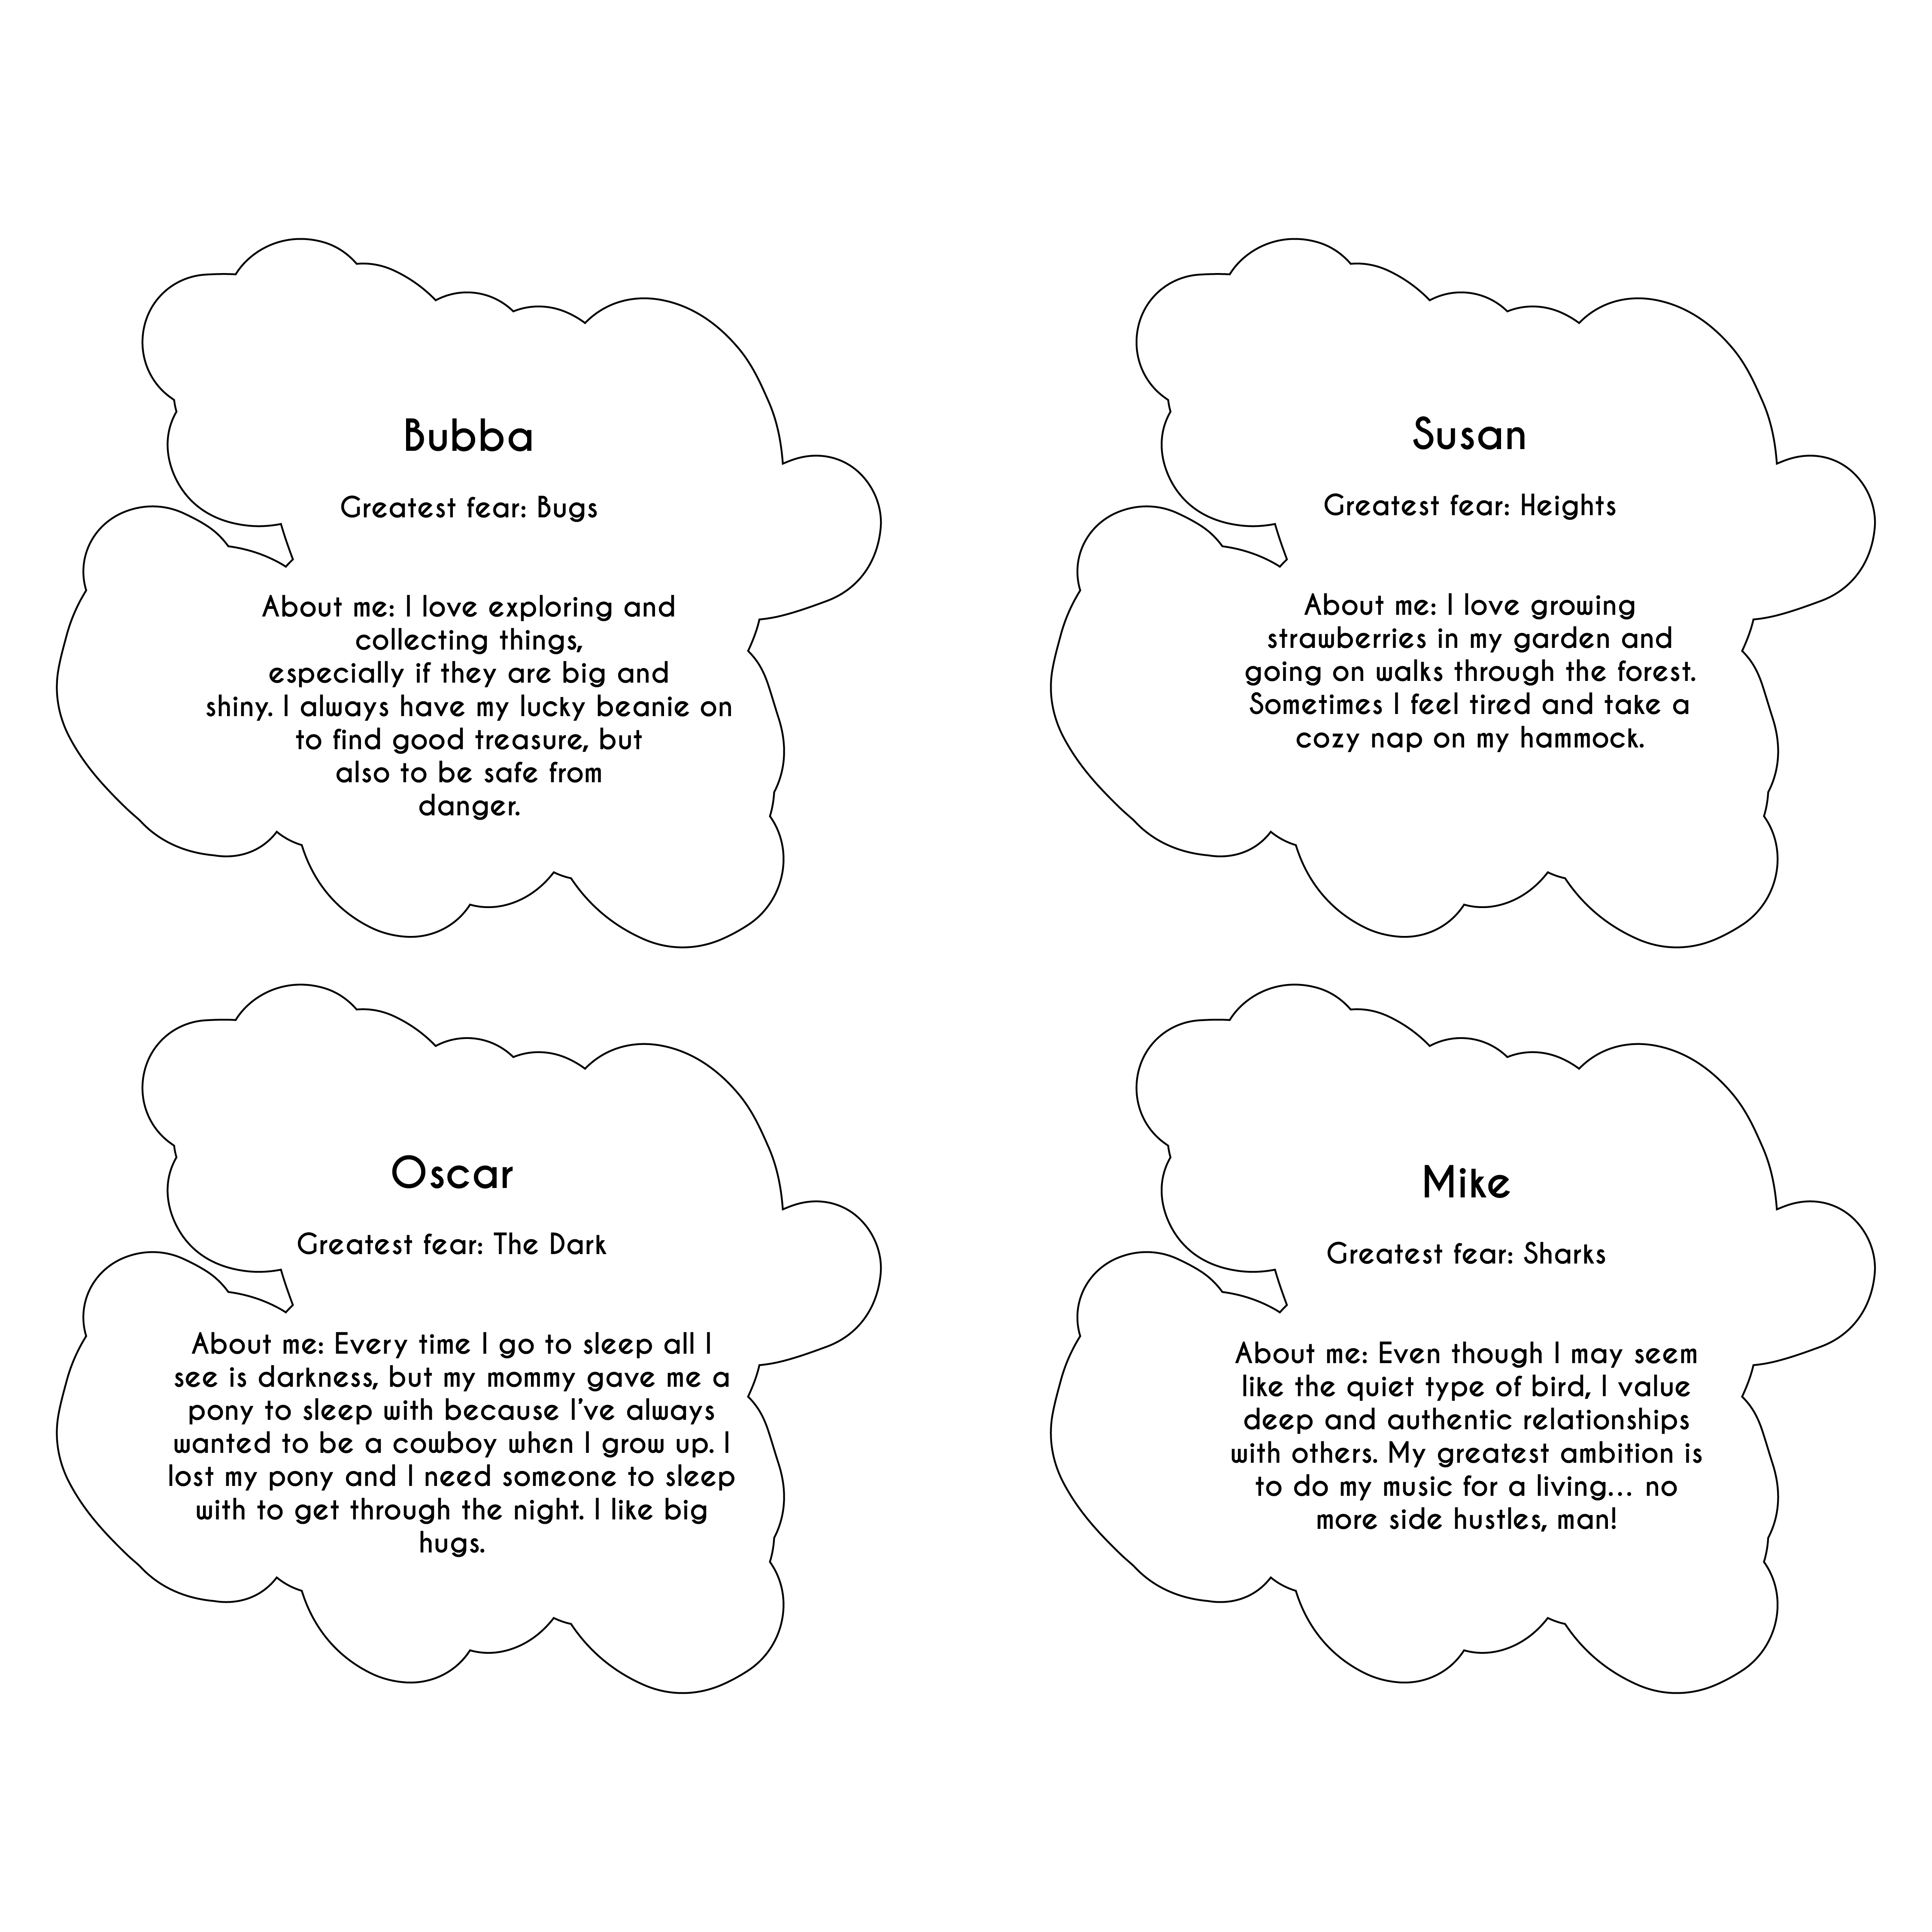 Bubba
Greatest fear: Bugs
About me: I love exploring and
collecting things,
especially if they are big and
shiny. I always have my lucky beanie on
to find good treasure, but
also to be safe from
danger.
Susan
Greatest fear: Heights
About me: I love growing
strawberries in my garden and
going on walks through the forest.
Sometimes I feel tired and take a
cozy nap on my hammock.
Oscar
Greatest fear: The Dark
About me: Every time I go to sleep all I
see is darkness, but my mommy gave me a
pony to sleep with because I've always
wanted to be a cowboy when I grow up. I
lost my pony and I need someone to sleep
with to get through the night. I like big
hugs.
Mike
Greatest fear: Sharks
About me: Even though I may seem
like the quiet type of bird, I value
deep and authentic relationships
with others. My greatest ambition is
to do my music for a living... no
more side hustles, man!